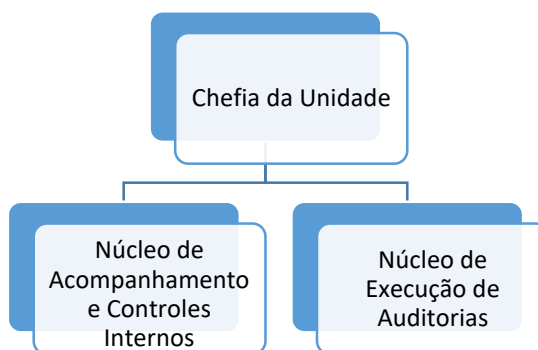 Chefia da Unidade
Núcleo de
Acompanhamento
e Controles
Internos
Núcleo de
Execução de
Auditorias